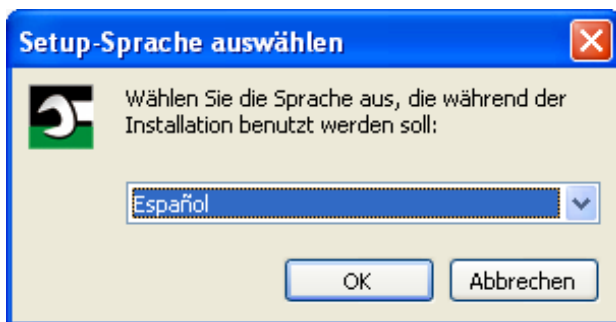 Setup-Sprache auswählen
Wählen Sie die Sprache aus, die während der
Installation benutzt werden soll:
Español
OK
Abbrechen